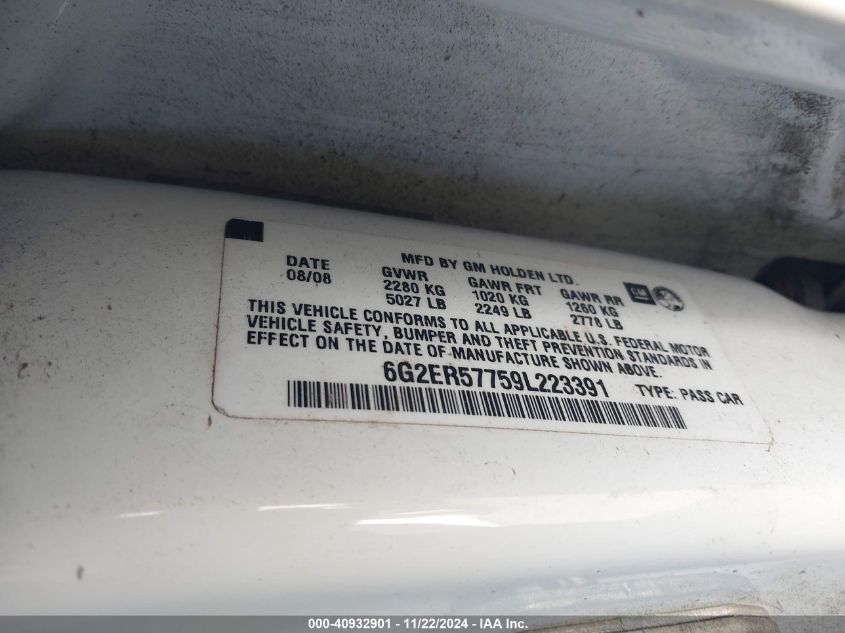 MFD BY GM HOLDEN LTD.
DATE GVWR GAWR FRT GAWR RR
08/08 2280 KG 1020 KG 1260 KG
5027 LB 2249 LB 2778 LB
GM
THIS VEHICLE CONFORMS TO ALL APPLICABLE U.S. FEDERAL MOTOR
VEHICLE SAFETY, BUMPER AND THEFT PREVENTION STANDARDS IN
EFFECT ON THE DATE OF MANUFACTURE SHOWN ABOVE.
6G2ER57759L223391 TYPE: PASS CAR
000-40932901 - 11/22/2024 - IAA Inc.